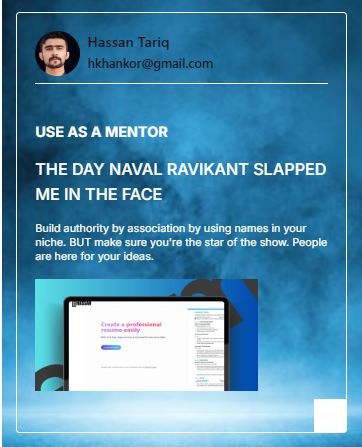 Hassan Tariq
hkhankor@gmail.com
USE AS A MENTOR
THE DAY NAVAL RAVIKANT SLAPPED
ME IN THE FACE
Build authority by association by using names in your
niche. BUT make sure you're the star of the show. People
are here for your ideas.
Create a professional
resume easily